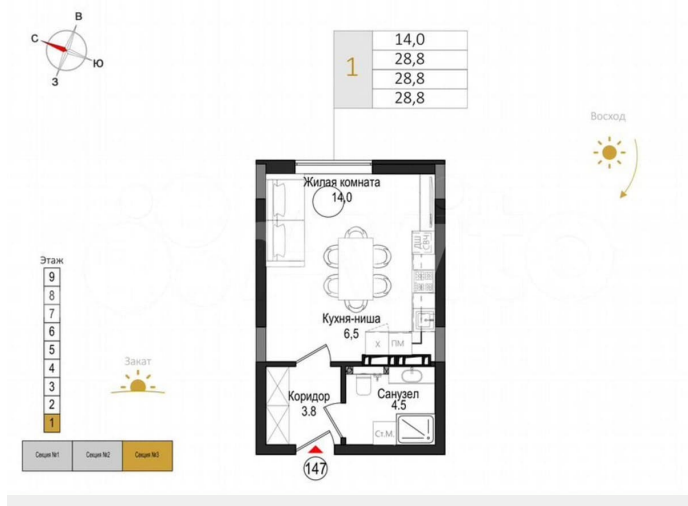 В
С
Ю
З
1
14,0
28,8
28,8
28,8
Восход
Жилая комната
14,0
ДШ
СВЧ
Кухня-ниша
6,5
Х
ПМ
Этаж
9
8
7
6
5
4
3
2
1
Закат
Коридор
3.8
Санузел
4.5
Ст.М.
Секция №1
Секция №2
Секция №3
147